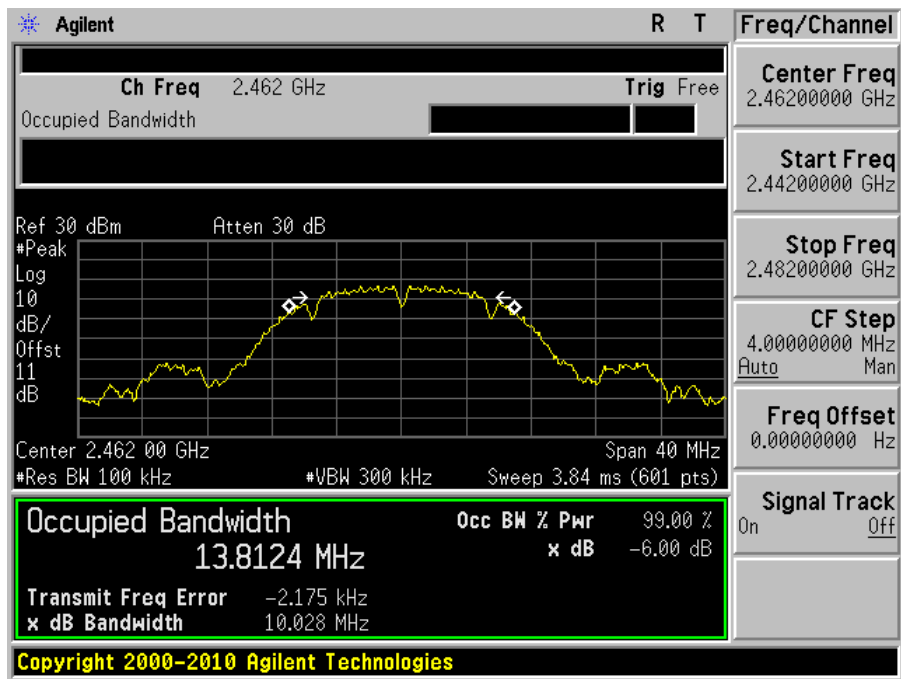 Agilent R T
Freq/Channel
Ch Freq 2.462 GHz Trig Free
Occupied Bandwidth
Center Freq
2.46200000 GHz
Start Freq
2.44200000 GHz
Stop Freq
2.48200000 GHz
CF Step
4.00000000 MHz
Auto Man
Freq Offset
0.00000000 Hz
Signal Track
On Off
Ref 30 dBm Atten 30 dB
#Peak
Log
10
dB/
Offst
11
dB
Center 2.462 00 GHz Span 40 MHz
#Res BW 100 kHz #VBW 300 kHz Sweep 3.84 ms (601 pts)
Occupied Bandwidth Occ BW % Pwr 99.00 %
13.8124 MHz x dB -6.00 dB
Transmit Freq Error -2.175 kHz
x dB Bandwidth 10.028 MHz
Copyright 2000-2010 Agilent Technologies